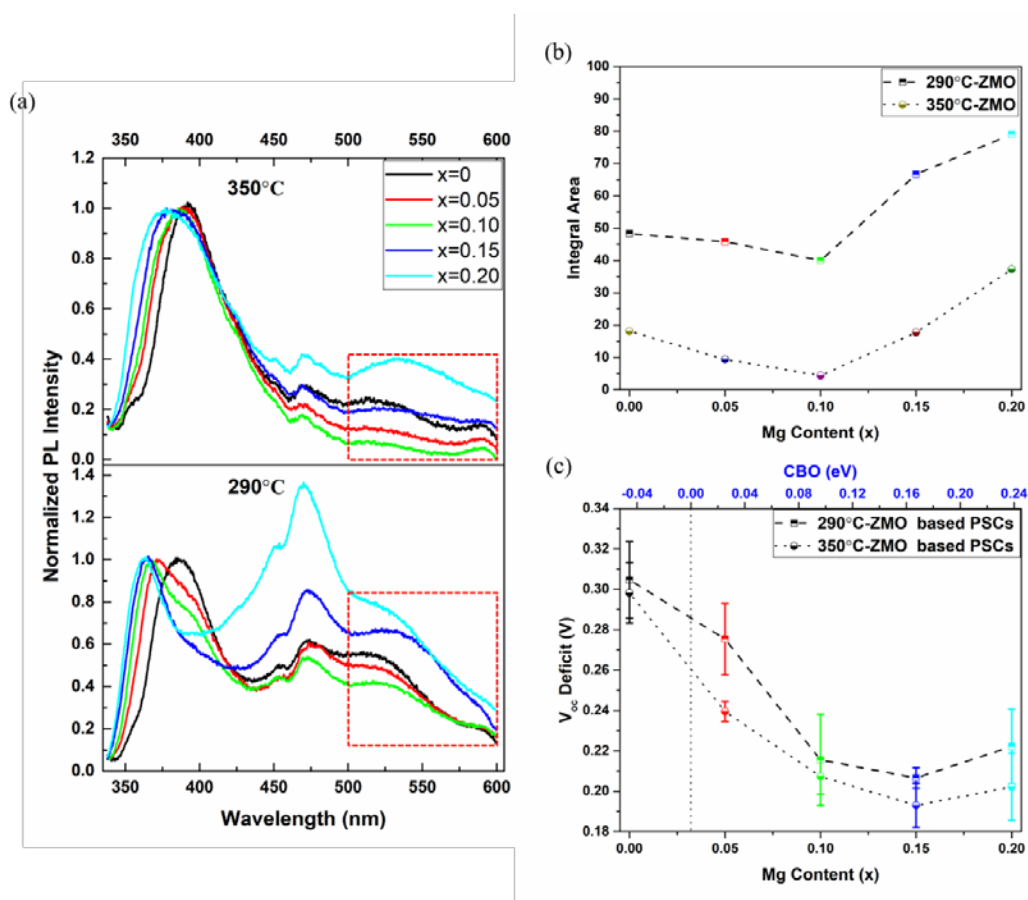 (a)
350 400 450 500 550 600
1.2
1.0
0.8
0.6
0.4
0.2
0.0
350°C
x=0
x=0.05
x=0.10
x=0.15
x=0.20
Normalized PL Intensity
1.4
1.2
1.0
0.8
0.6
0.4
0.2
0.0
290°C
350 400 450 500 550 600
Wavelength (nm)
(b)
100
90
80
70
60
50
40
30
20
10
0
Integral Area
290°C-ZMO
350°C-ZMO
0.00 0.05 0.10 0.15 0.20
Mg Content (x)
(c)
CBO (eV)
-0.04 0.00 0.04 0.08 0.12 0.16 0.20 0.24
0.34
0.32
0.30
0.28
0.26
0.24
0.22
0.20
0.18
Voc Deficit (V)
290°C-ZMO based PSCs
350°C-ZMO based PSCs
0.00 0.05 0.10 0.15 0.20
Mg Content (x)